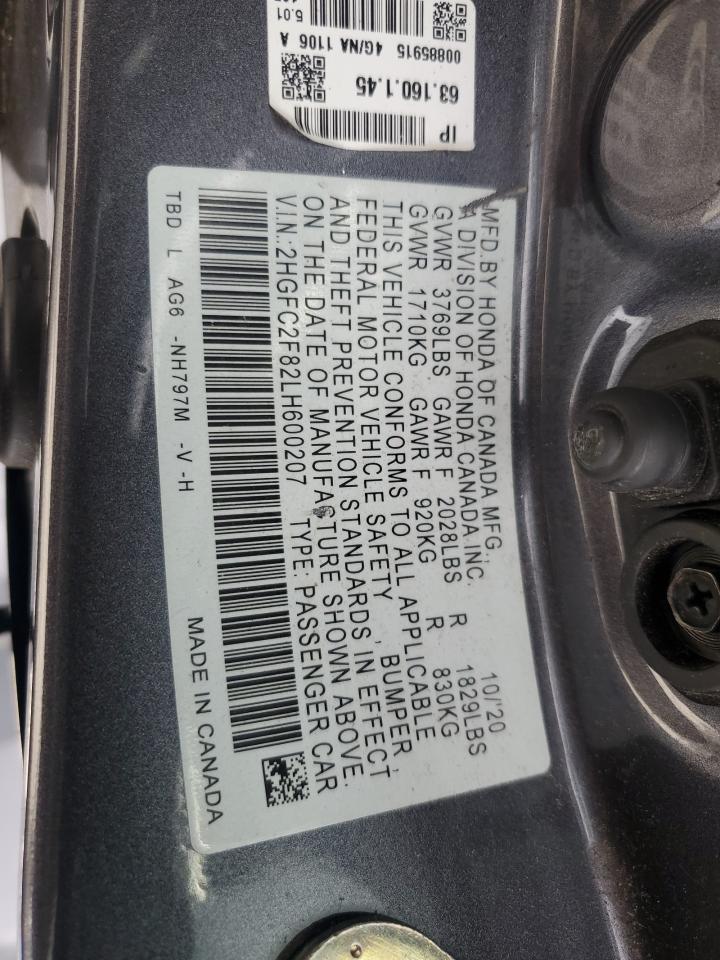 5.01
00885915 4G/NA 1106 A
63.160.1.45
IP
MFD.BY HONDA OF CANADA MFG., 10/'20
A DIVISION OF HONDA CANADA,INC.
GVWR 3769LBS GAWR F 2028LBS R 1829LBS
GVWR 1710KG GAWR F 920KG R 830KG
THIS VEHICLE CONFORMS TO ALL APPLICABLE
FEDERAL MOTOR VEHICLE SAFETY , BUMPER,
AND THEFT PREVENTION STANDARDS IN EFFECT
ON THE DATE OF MANUFACTURE SHOWN ABOVE.
V.I.N.: 2HGFC2F82LH600207 TYPE: PASSENGER CAR
TBD L AG6 -NH797M -V -H MADE IN CANADA